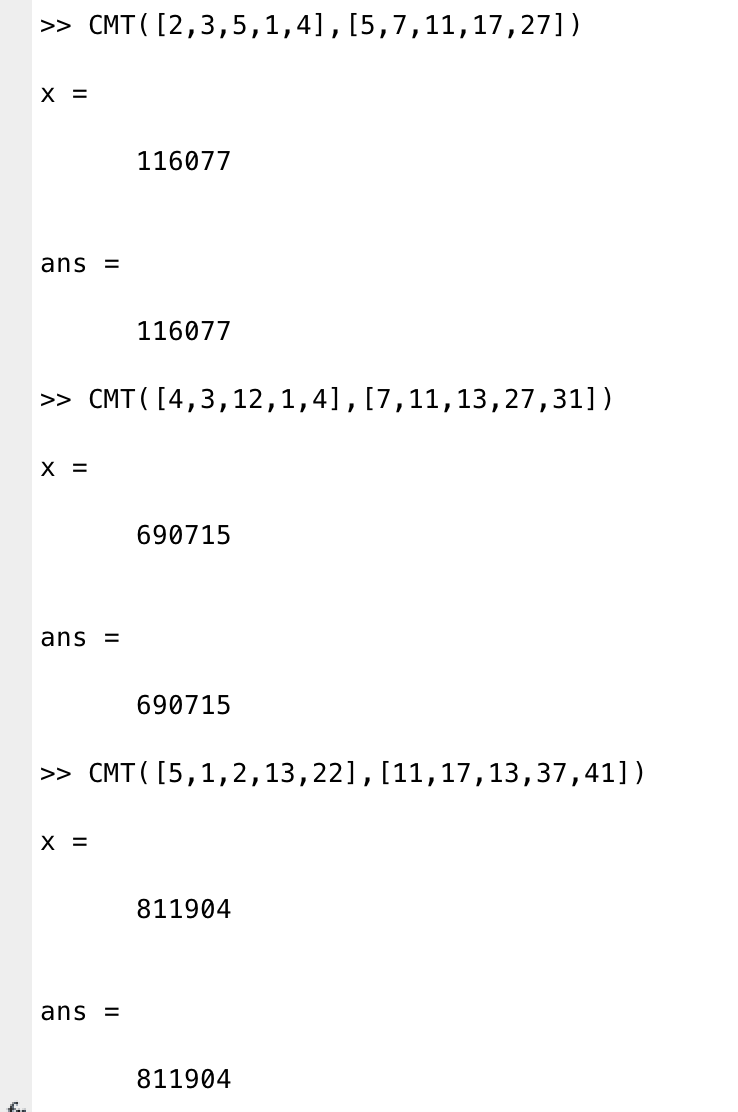 >> CMT([2,3,5,1,4],[5,7,11,17,27])
x =
116077
ans =
116077
>> CMT([4,3,12,1,4],[7,11,13,27,31])
x =
690715
ans =
690715
>> CMT([5,1,2,13,22],[11,17,13,37,41])
x =
811904
ans =
811904